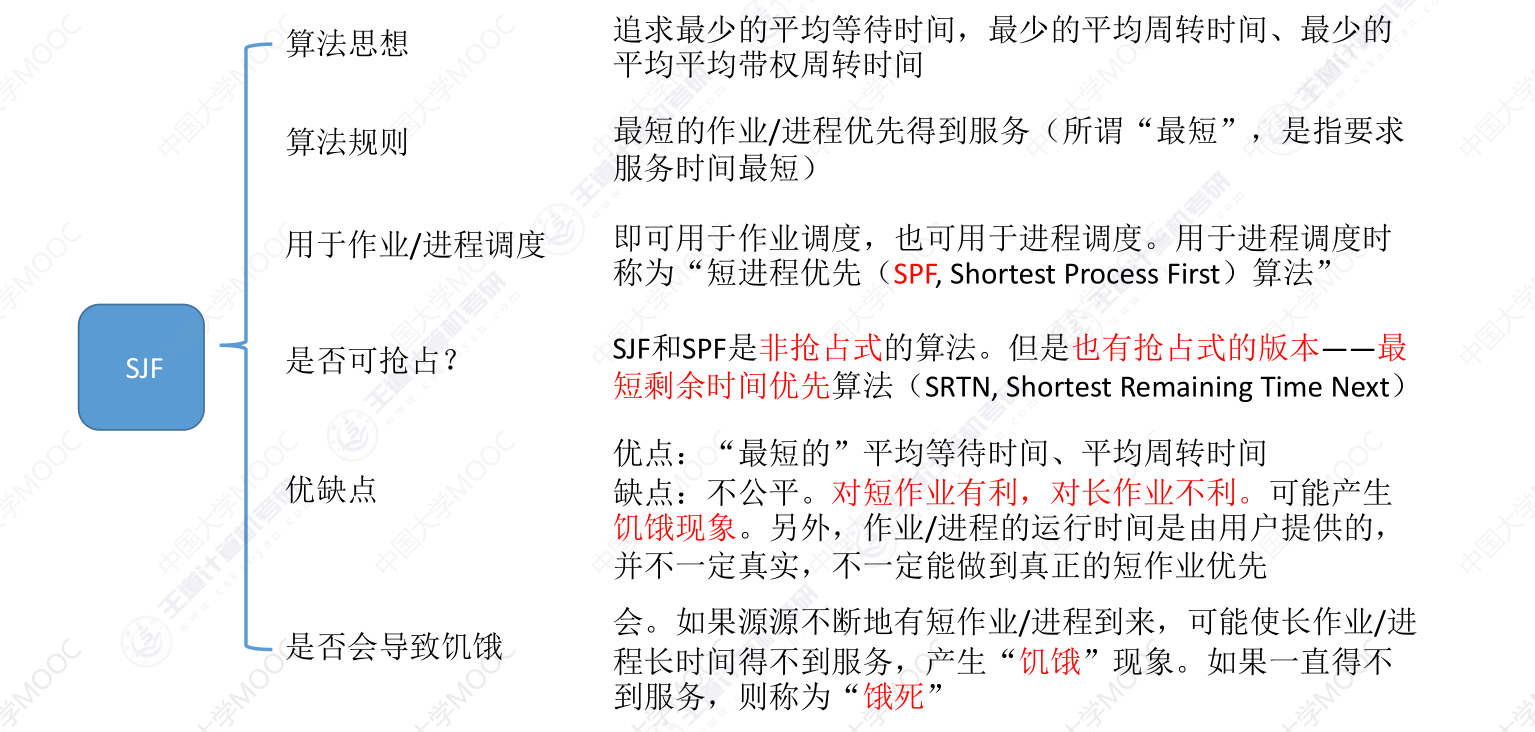 SJF
算法思想
追求最少的平均等待时间，最少的平均周转时间、最少的
平均平均带权周转时间
算法规则
最短的作业/进程优先得到服务（所谓“最短”，是指要求
服务时间最短）
用于作业/进程调度
即可用于作业调度，也可用于进程调度。用于进程调度时
称为“短进程优先（SPF, Shortest Process First）算法”
是否可抢占？
SJF和SPF是非抢占式的算法。但是也有抢占式的版本——最
短剩余时间优先算法（SRTN, Shortest Remaining Time Next）
优缺点
优点：“最短的”平均等待时间、平均周转时间
缺点：不公平。对短作业有利，对长作业不利。可能产生
饥饿现象。另外，作业/进程的运行时间是由用户提供的，
并不一定真实，不一定能做到真正的短作业优先
是否会导致饥饿
会。如果源源不断地有短作业/进程到来，可能使长作业/进
程长时间得不到服务，产生“饥饿”现象。如果一直得不
到服务，则称为“饿死”
中国大学MOOC
王道计算机考研